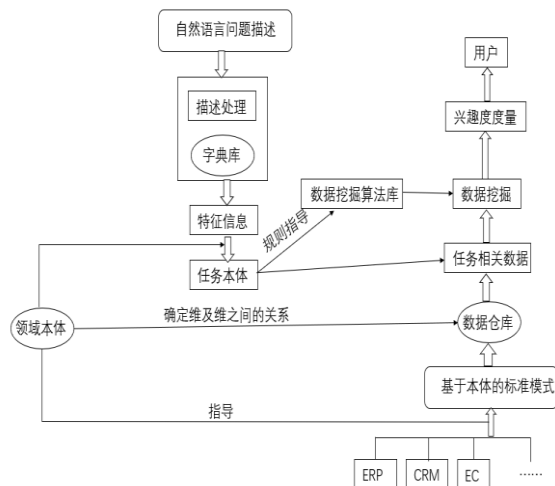 自然语言问题描述
用户
描述处理
兴趣度度量
字典库
数据挖掘算法库
数据挖掘
特征信息
规则指导
任务本体
任务相关数据
确定维及维之间的关系
领域本体
数据仓库
基于本体的标准模式
指导
ERP
CRM
EC
……